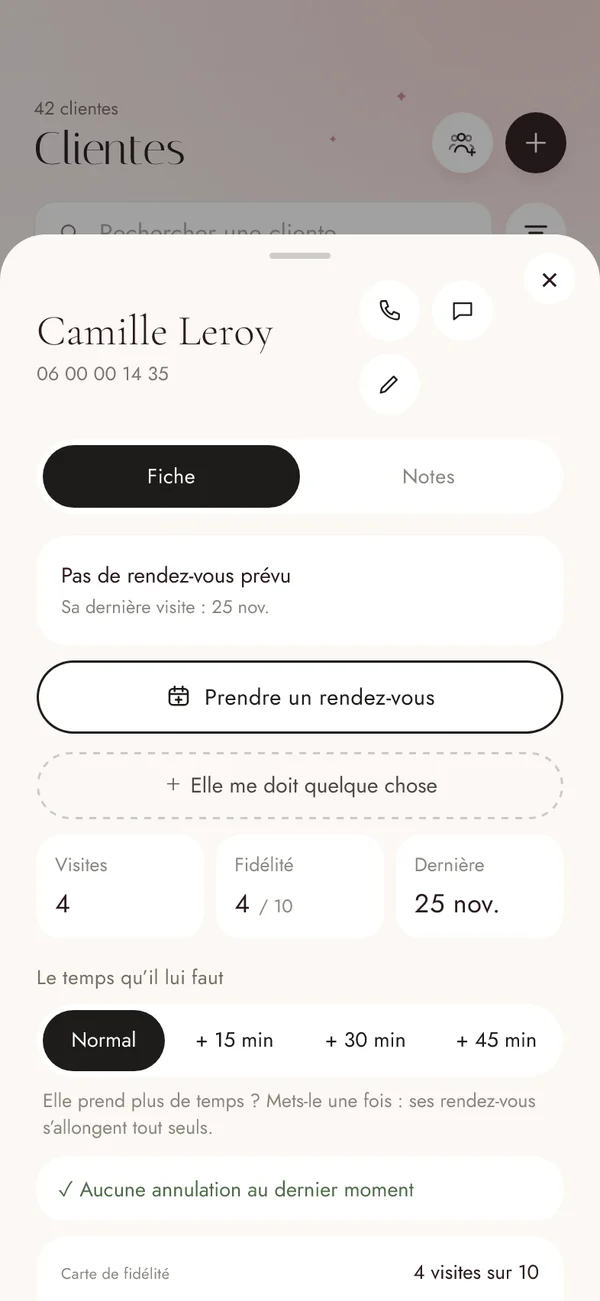 42 clientes
Clientes
Rechercher une cliente
Camille Leroy
06 00 00 14 35
Fiche
Notes
Pas de rendez-vous prévu
Sa dernière visite : 25 nov.
Prendre un rendez-vous
+ Elle me doit quelque chose
Visites
4
Fidélité
4 / 10
Dernière
25 nov.
Le temps qu’il lui faut
Normal
+ 15 min
+ 30 min
+ 45 min
Elle prend plus de temps ? Mets-le une fois : ses rendez-vous
s’allongent tout seuls.
✓ Aucune annulation au dernier moment
Carte de fidélité
4 visites sur 10